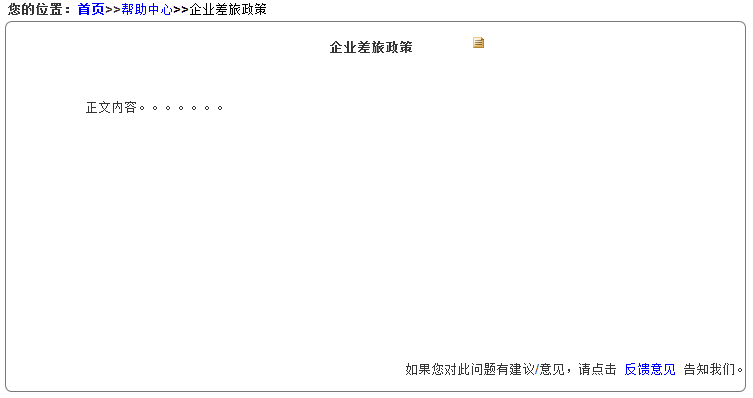 您的位置：首页>>帮助中心>>企业差旅政策
企业差旅政策
正文内容。。。。。。。
如果您对此问题有建议/意见，请点击 反馈意见 告知我们。